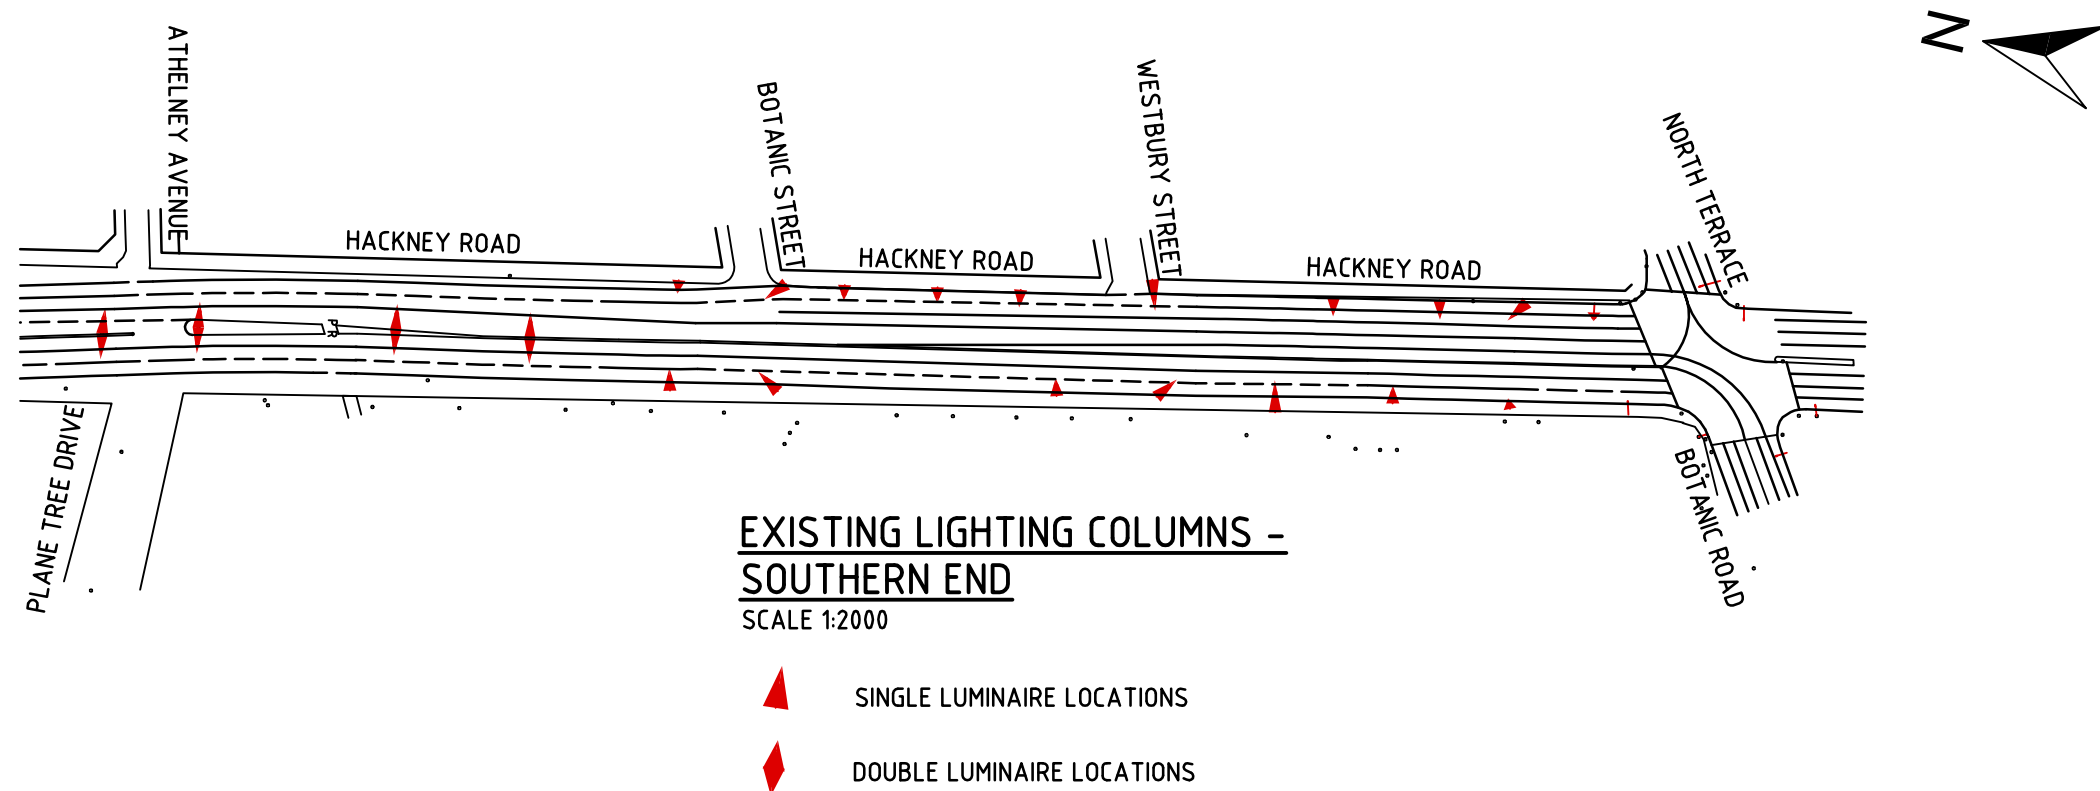 N
ATHELNEY AVENUE
BOTANIC STREET
WESTBURY STREET
NORTH TERRACE
HACKNEY ROAD
HACKNEY ROAD
HACKNEY ROAD
PLANE TREE DRIVE
BOTANIC ROAD
EXISTING LIGHTING COLUMNS -
SOUTHERN END
SCALE 1:2000
SINGLE LUMINAIRE LOCATIONS
DOUBLE LUMINAIRE LOCATIONS